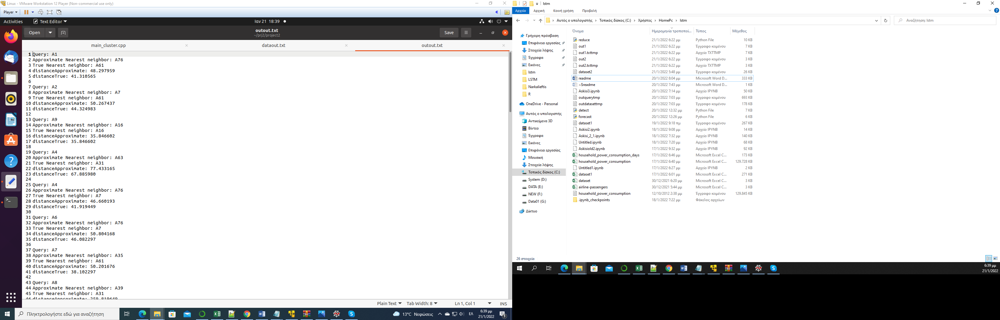 Linux - VMware Workstation 12 Player (Non-commercial use only)
Player
Activities
Text Editor
Ιαν 21 18:39
Open
outout.txt
~/prj2/project2
Save
main_cluster.cpp
dataout.txt
outout.txt
1 Query: A1
2 Approximate Nearest neighbor: A76
3 True Nearest neighbor: A61
4 distanceApproximate: 48.297959
5 distanceTrue: 41.310565
6
7 Query: A2
8 Approximate Nearest neighbor: A7
9 True Nearest neighbor: A61
10 distanceApproximate: 50.267437
11 distanceTrue: 44.324983
12
13 Query: A9
14 Approximate Nearest neighbor: A16
15 True Nearest neighbor: A16
16 distanceApproximate: 35.846602
17 distanceTrue: 35.846602
18
19 Query: A4
20 Approximate Nearest neighbor: A63
21 True Nearest neighbor: A31
22 distanceApproximate: 77.433165
23 distanceTrue: 67.885980
24
25 Query: A4
26 Approximate Nearest neighbor: A76
27 True Nearest neighbor: A7
28 distanceApproximate: 46.660193
29 distanceTrue: 41.919449
30
31 Query: A6
32 Approximate Nearest neighbor: A76
33 True Nearest neighbor: A7
34 distanceApproximate: 50.804168
35 distanceTrue: 46.082297
36
37 Query: A7
38 Approximate Nearest neighbor: A35
39 True Nearest neighbor: A61
40 distanceApproximate: 50.201676
41 distanceTrue: 38.102297
42
43 Query: A8
44 Approximate Nearest neighbor: A39
45 True Nearest neighbor: A31
46 distanceApproximate: 259.819649
Plain Text
Tab Width: 8
Ln 1, Col 1
INS
Πληκτρολογήστε εδώ για αναζήτηση
13°C Νεφώσεις
ΕΛ
6:39 μμ
21/1/2022
3
lstm
Αρχείο
Αρχική
Κοινή χρήση
Προβολή
Αυτός ο υπολογιστής › Τοπικός δίσκος (C:) › Χρήστες › HomePc › lstm
Αναζήτηση: lstm
Γρήγορη πρόσβαση
Επιφάνεια εργασίας
Στοιχεία λήψης
Έγγραφα
Εικόνες
lstm
LSTM
Narkalieftis
R
OneDrive - Personal
Αυτός ο υπολογιστής
Αντικείμενα 3D
Βίντεο
Έγγραφα
Εικόνες
Επιφάνεια εργασίας
Μουσική
Στοιχεία λήψης
Τοπικός δίσκος (C:)
System (D:)
DATA (E:)
NEW (F:)
Data01 (G:)
Δίκτυο
Όνομα Ημερομηνία τροποποί... Τύπος Μέγεθος
reduce 21/1/2022 6:22 μμ Python File 10 KB
out1 21/1/2022 6:22 μμ Έγγραφο κειμένου 7 KB
out1.txttmp 21/1/2022 6:22 μμ Αρχείο TXTTMP 7 KB
out2 21/1/2022 6:22 μμ Έγγραφο κειμένου 3 KB
out2.txttmp 21/1/2022 6:22 μμ Αρχείο TXTTMP 3 KB
dataset2 21/1/2022 5:48 μμ Έγγραφο κειμένου 26 KB
readme 20/1/2022 8:04 μμ Microsoft Word D... 333 KB
~$readme 20/1/2022 7:43 μμ Microsoft Word D... 1 KB
Askisi3.ipynb 20/1/2022 7:14 μμ Αρχείο IPYNB 50 KB
outquerytmp 20/1/2022 7:03 μμ Έγγραφο κειμένου 693 KB
outdatasettmp 20/1/2022 7:03 μμ Έγγραφο κειμένου 178 KB
detect 20/1/2022 12:32 μμ Python File 7 KB
forecast 20/1/2022 12:26 μμ Python File 6 KB
dataset1 19/1/2022 9:18 πμ Έγγραφο κειμένου 267 KB
Askisi2.ipynb 18/1/2022 9:08 μμ Αρχείο IPYNB 14 KB
Askisi_2_1.ipynb 18/1/2022 7:32 μμ Αρχείο IPYNB 140 KB
Untitled.ipynb 18/1/2022 7:20 μμ Αρχείο IPYNB 68 KB
Askisiold2.ipynb 17/1/2022 9:32 μμ Αρχείο IPYNB 92 KB
household_power_consumption_days 17/1/2022 6:46 μμ Microsoft Excel C... 173 KB
household_power_consumption 17/1/2022 6:40 μμ Microsoft Excel C... 129.728 KB
Untitled1.ipynb 17/1/2022 6:27 μμ Αρχείο IPYNB 2 KB
dataset1 17/1/2022 6:01 μμ Microsoft Excel C... 271 KB
dataset 30/12/2021 6:20 μμ Microsoft Excel C... 3 KB
airline-passengers 30/12/2021 5:44 μμ Microsoft Excel C... 3 KB
household_power_consumption 12/10/2012 2:38 μμ Έγγραφο κειμένου 129.845 KB
.ipynb_checkpoints 18/1/2022 7:22 μμ Φάκελος αρχείων
26 στοιχεία
6:39 μμ
21/1/2022